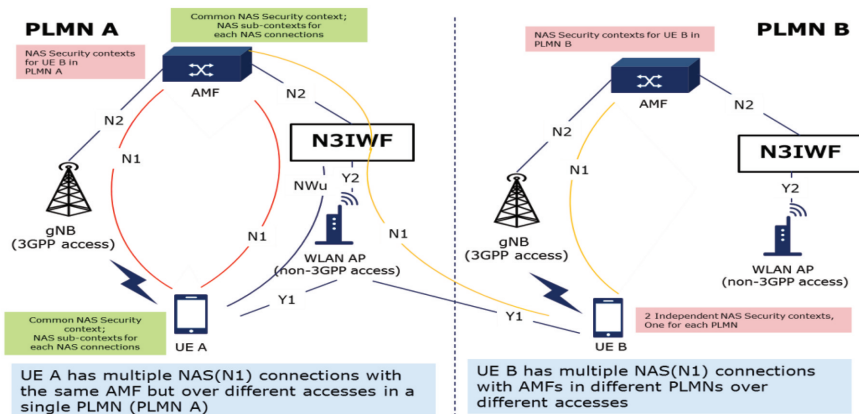 PLMN A
Common NAS Security context;
NAS sub-contexts for
each NAS connections
NAS Security contexts
for UE B in
PLMN A
AMF
N2
N2
N1
N3IWF
NWu
Y2
gNB
(3GPP access)
N1
WLAN AP
(non-3GPP access)
N1
Y1
Y1
Common NAS Security
context;
NAS sub-contexts for
each NAS connections
UE A
UE A has multiple NAS(N1) connections with
the same AMF but over different accesses in a
single PLMN (PLMN A)
PLMN B
NAS Security contexts for UE B in
PLMN B
AMF
N2
N2
N1
N3IWF
Y2
gNB
(3GPP access)
WLAN AP
(non-3GPP access)
2 Independent NAS Security contexts,
One for each PLMN
UE B
UE B has multiple NAS(N1) connections
with AMFs in different PLMNs over
different accesses